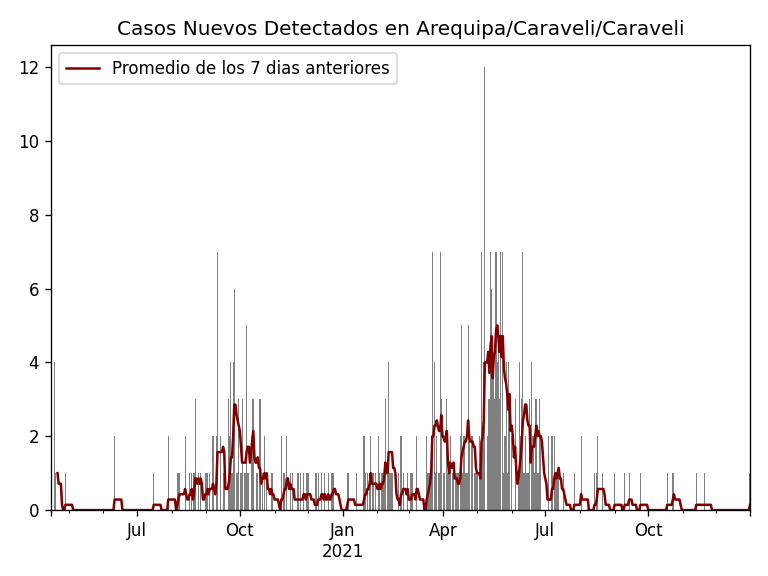 Casos Nuevos Detectados en Arequipa/Caraveli/Caraveli
Promedio de los 7 dias anteriores
12
10
8
6
4
2
0
Jul
Oct
Jan
2021
Apr
Jul
Oct